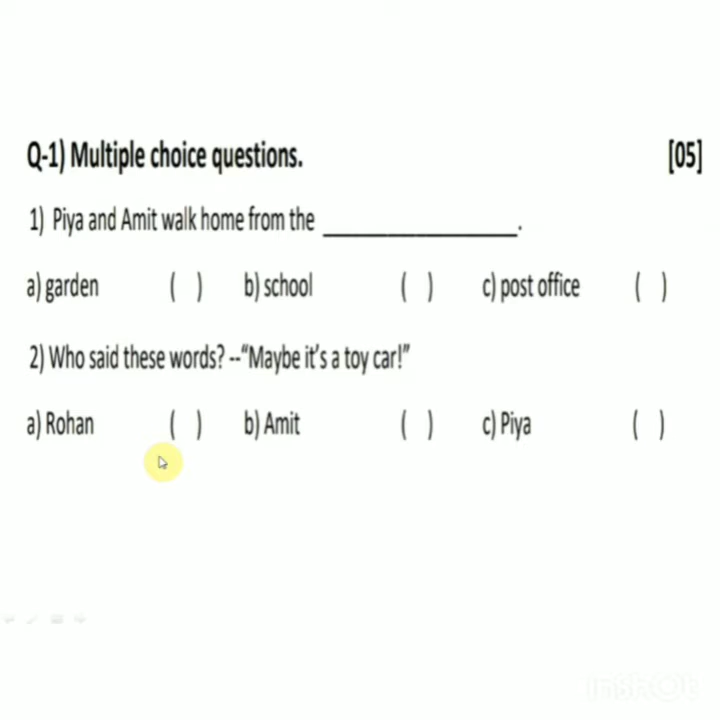 Q-1) Multiple choice questions. [05]
1) Piya and Amit walk home from the ____________________.
a) garden ( ) b) school ( ) c) post office ( )
2) Who said these words? --“Maybe it’s a toy car!”
a) Rohan ( ) b) Amit ( ) c) Piya ( )